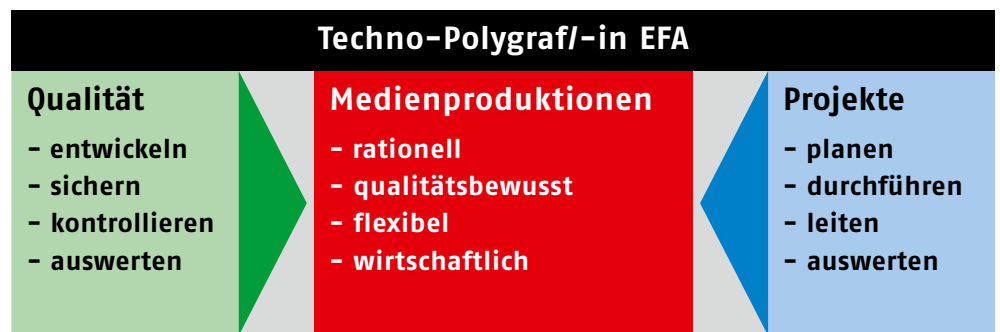 Techno-Polygraf/-in EFA
Qualität
- entwickeln
- sichern
- kontrollieren
- auswerten
Medienproduktionen
- rationell
- qualitätsbewusst
- flexibel
- wirtschaftlich
Projekte
- planen
- durchführen
- leiten
- auswerten